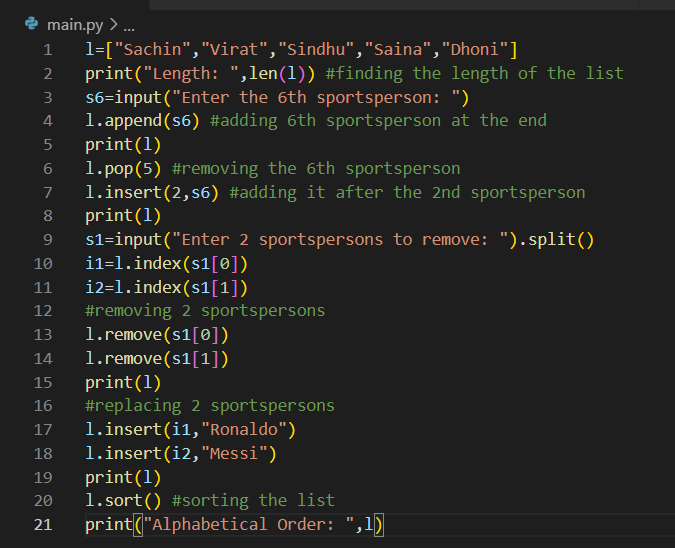 main.py > ...
1 l=["Sachin","Virat","Sindhu","Saina","Dhoni"]
2 print("Length: ",len(l)) #finding the length of the list
3 s6=input("Enter the 6th sportsperson: ")
4 l.append(s6) #adding 6th sportsperson at the end
5 print(l)
6 l.pop(5) #removing the 6th sportsperson
7 l.insert(2,s6) #adding it after the 2nd sportsperson
8 print(l)
9 s1=input("Enter 2 sportspersons to remove: ").split()
10 i1=l.index(s1[0])
11 i2=l.index(s1[1])
12 #removing 2 sportspersons
13 l.remove(s1[0])
14 l.remove(s1[1])
15 print(l)
16 #replacing 2 sportspersons
17 l.insert(i1,"Ronaldo")
18 l.insert(i2,"Messi")
19 print(l)
20 l.sort() #sorting the list
21 print("Alphabetical Order: ",l)